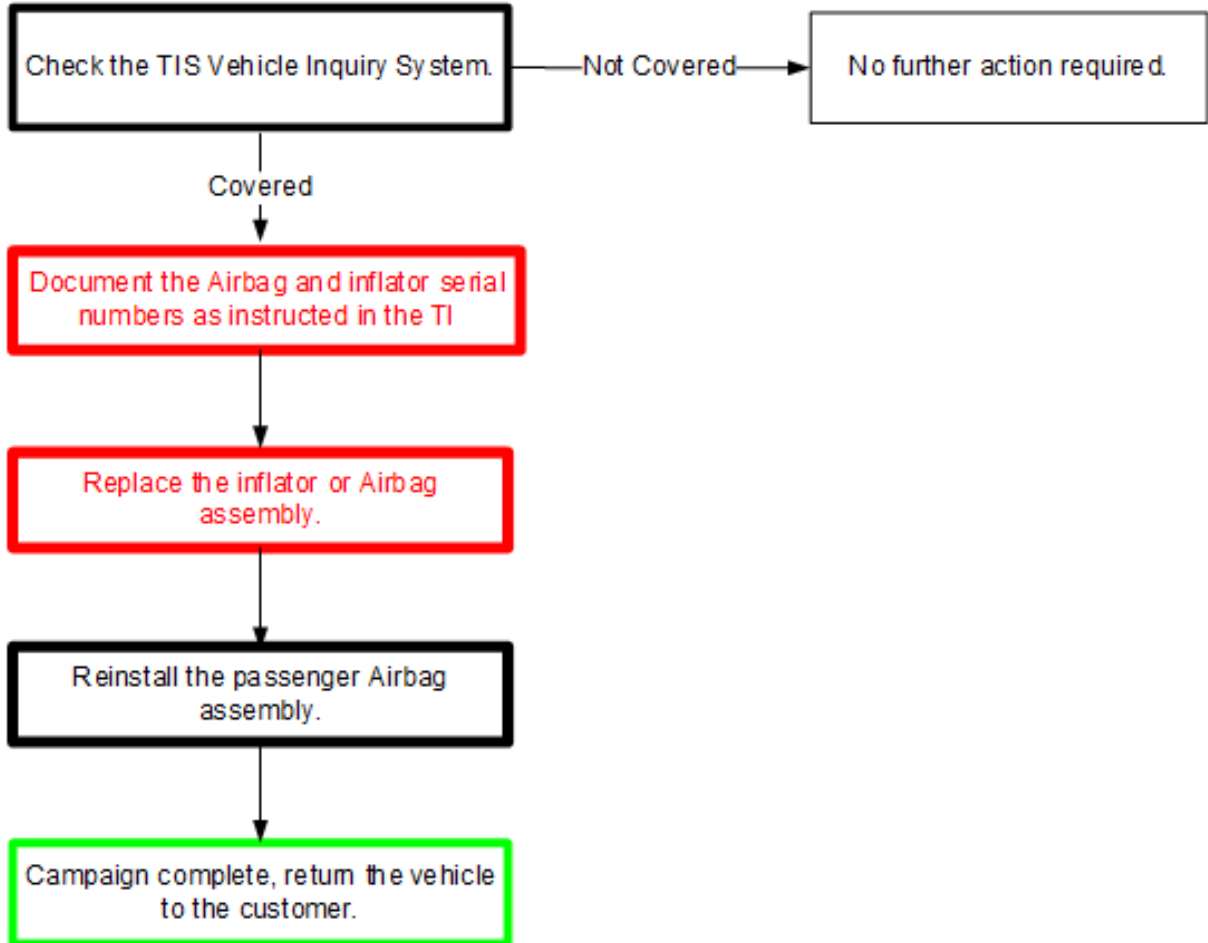 Check the TIS Vehicle Inquiry System.
Not Covered
No further action required.
Covered
Document the Airbag and inflator serial
numbers as instructed in the TI
Replace the inflator or Airbag
assembly.
Reinstall the passenger Airbag
assembly.
Campaign complete, return the vehicle
to the customer.